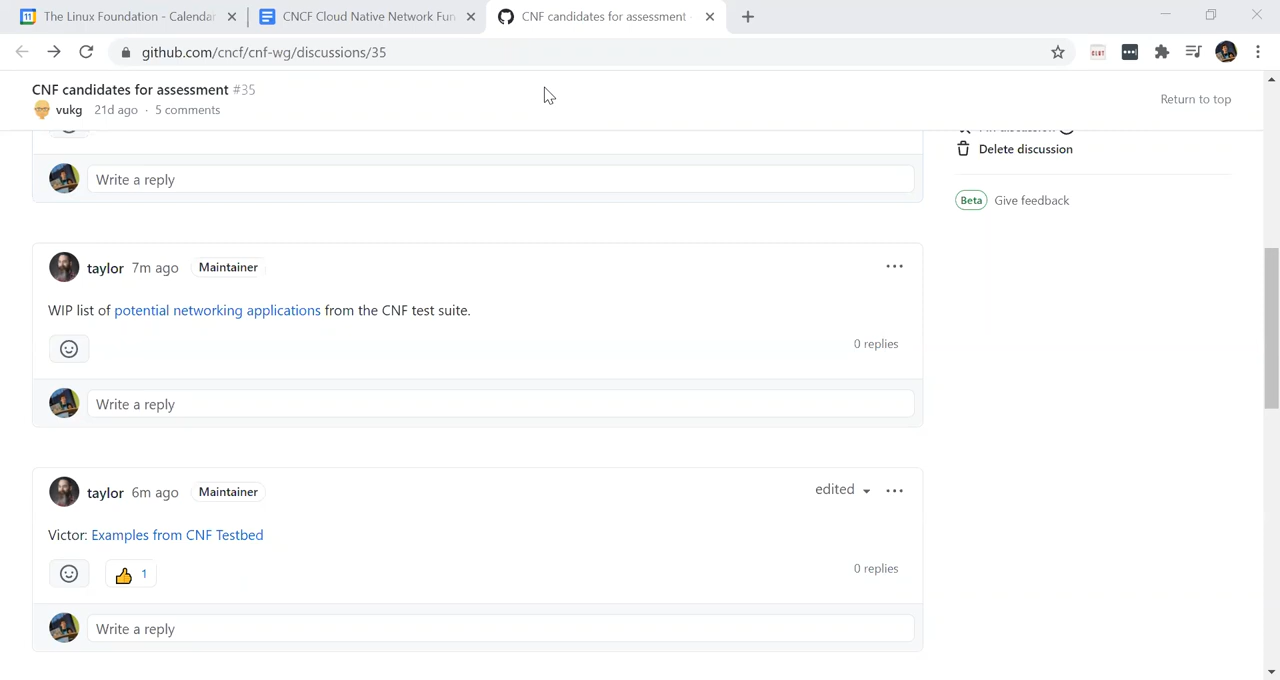 The Linux Foundation - Calenda
CNCF Cloud Native Network Fun
CNF candidates for assessment
github.com/cncf/cnf-wg/discussions/35
CNF candidates for assessment #35
vukg 21d ago · 5 comments
Return to top
Delete discussion
Write a reply
Beta Give feedback
taylor 7m ago Maintainer
WIP list of potential networking applications from the CNF test suite.
0 replies
Write a reply
taylor 6m ago Maintainer
edited
Victor: Examples from CNF Testbed
1
0 replies
Write a reply